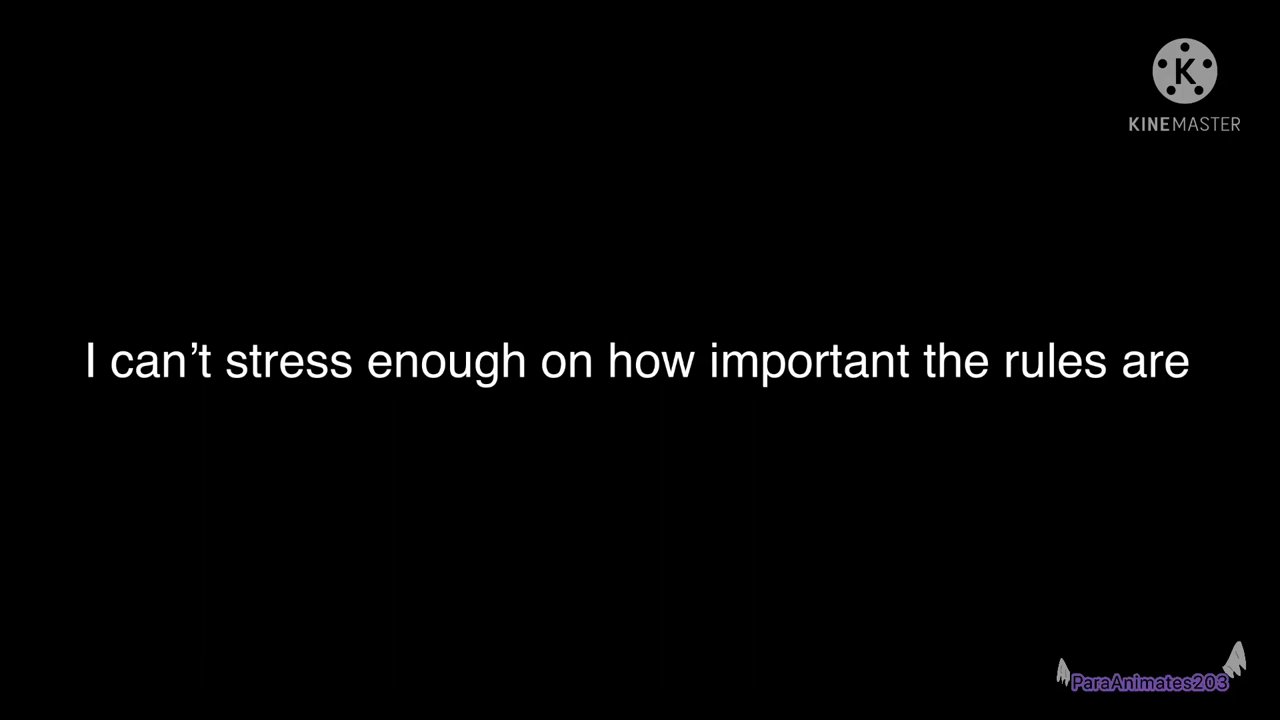 K
KINEMASTER
I can’t stress enough on how important the rules are
ParaAnimates203